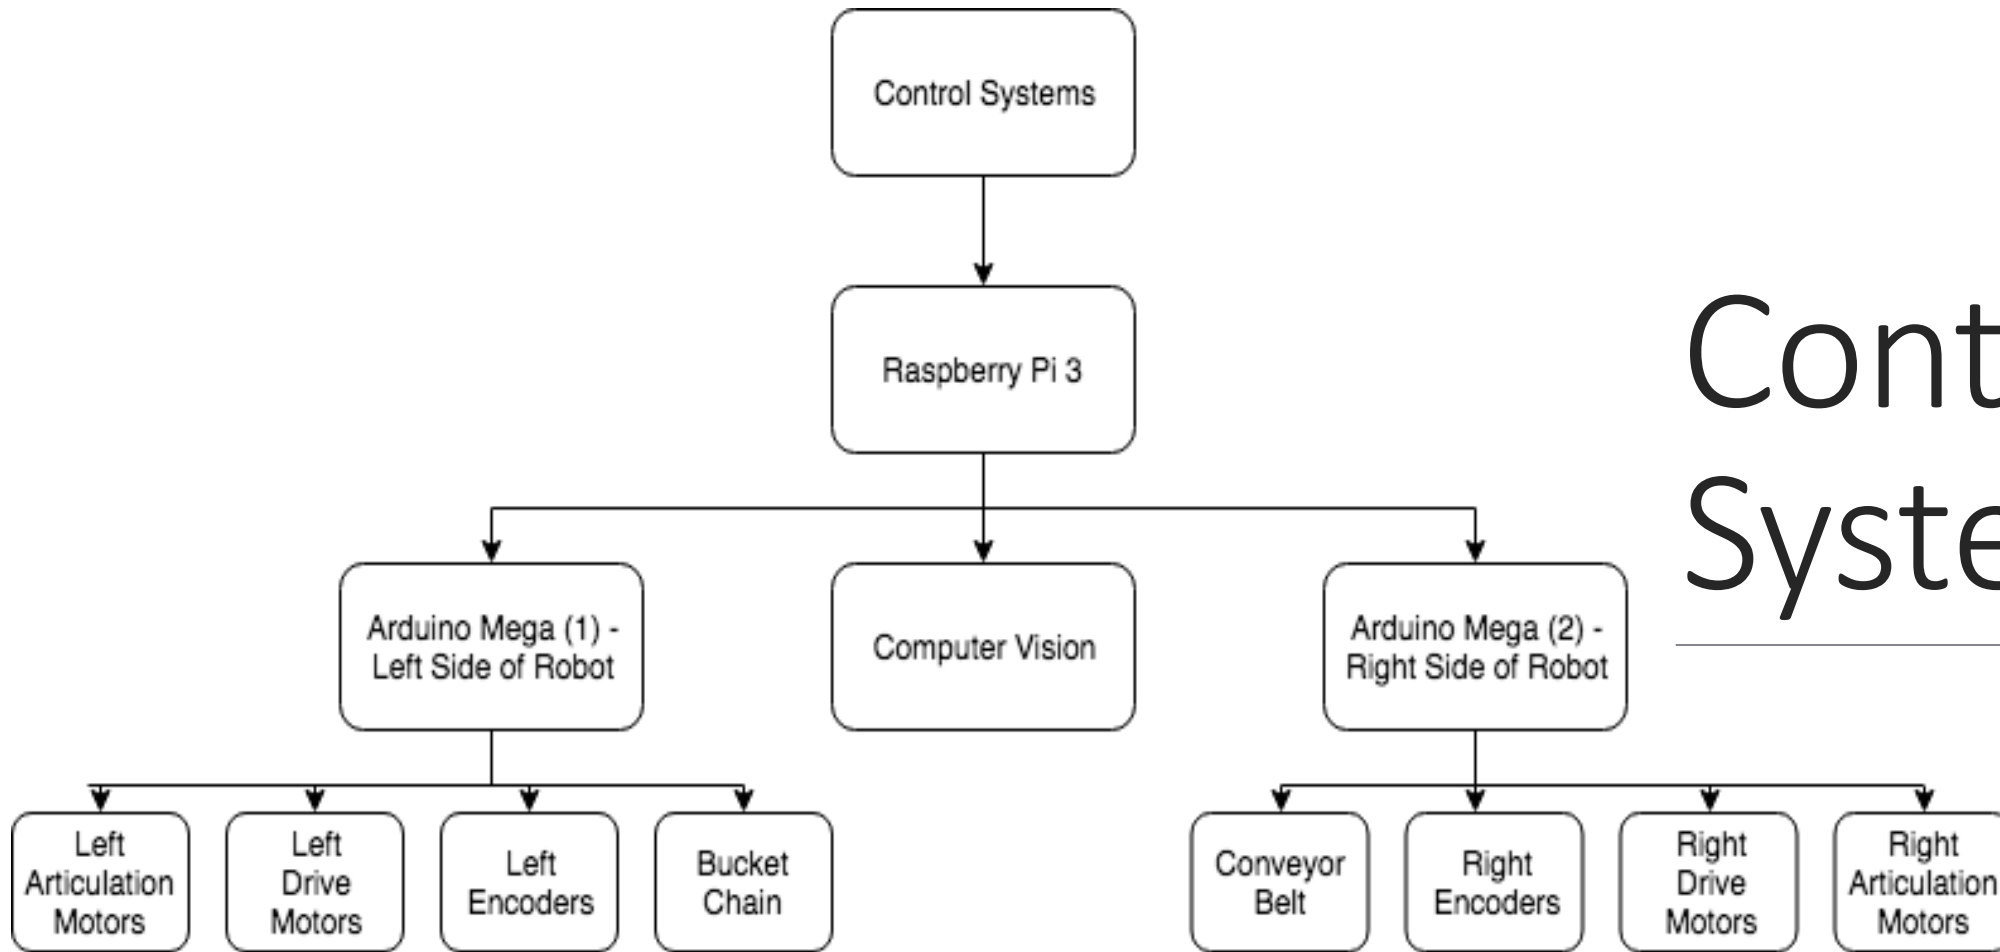 Control Systems
Raspberry Pi 3
Cont
Syste
Arduino Mega (1) -
Left Side of Robot
Computer Vision
Arduino Mega (2) -
Right Side of Robot
Left
Articulation
Motors
Left
Drive
Motors
Left
Encoders
Bucket
Chain
Conveyor
Belt
Right
Encoders
Right
Drive
Motors
Right
Articulation
Motors